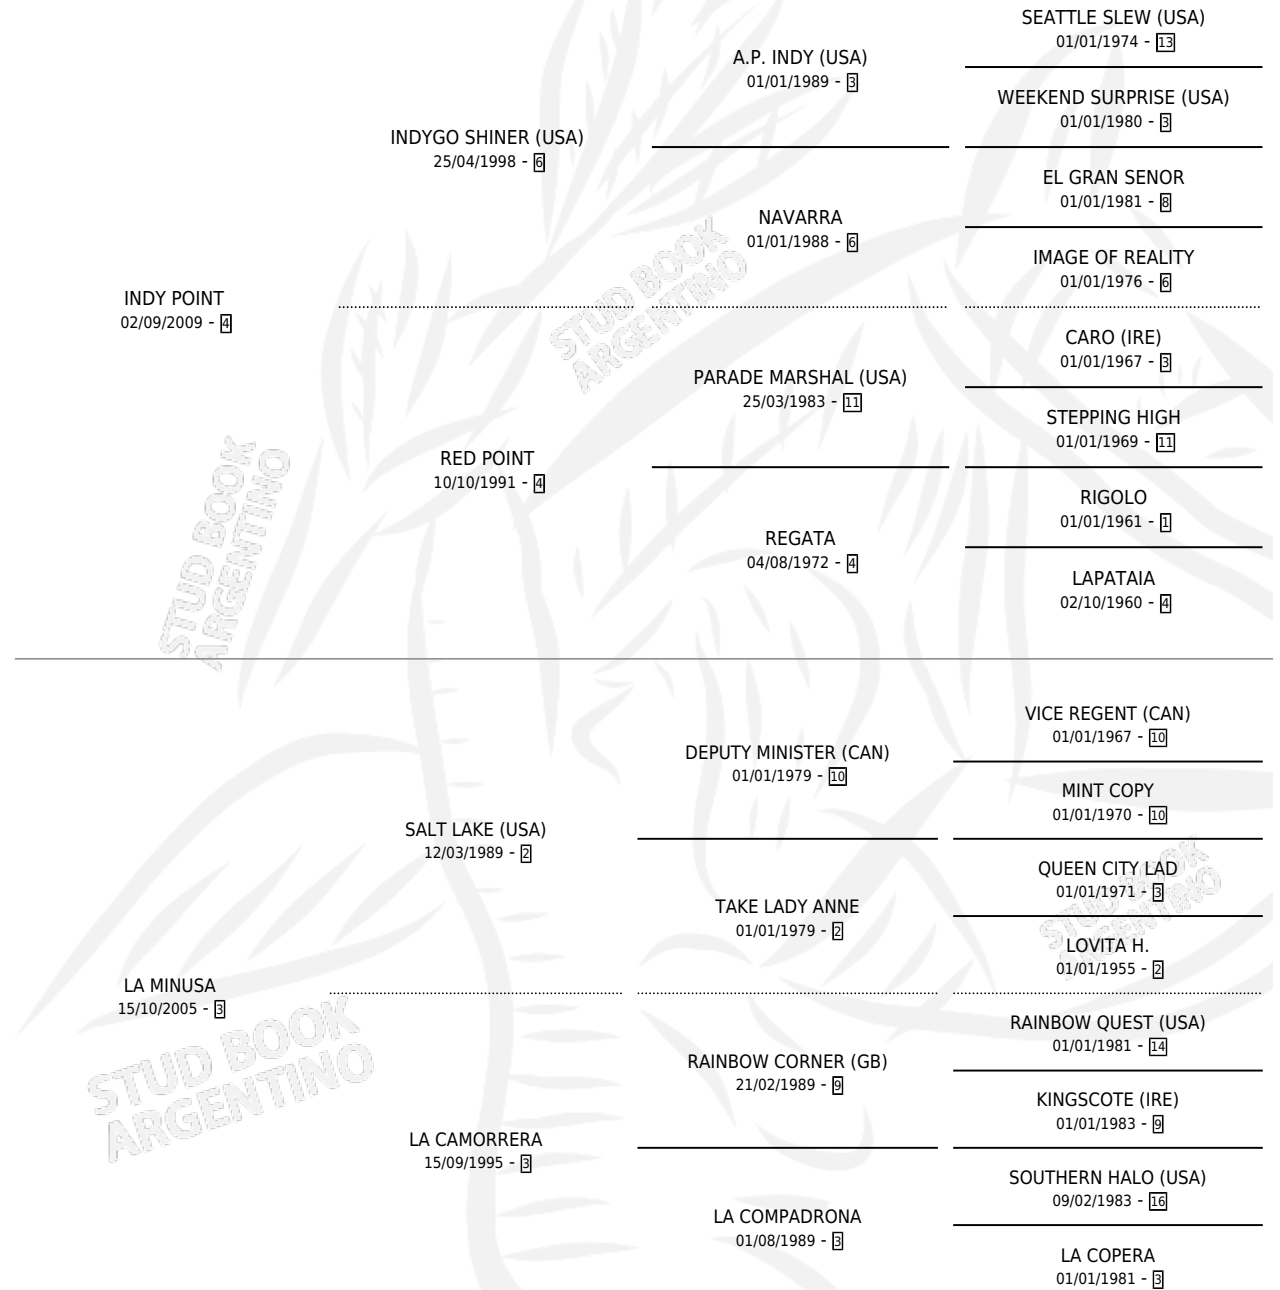 SEATTLE SLEW (USA)
01/01/1974 - 13
A.P. INDY (USA)
01/01/1989 - 3
WEEKEND SURPRISE (USA)
01/01/1980 - 3
INDYGO SHINER (USA)
25/04/1998 - 6
EL GRAN SENOR
01/01/1981 - 8
NAVARRA
01/01/1988 - 6
IMAGE OF REALITY
01/01/1976 - 6
INDY POINT
02/09/2009 - 4
CARO (IRE)
01/01/1967 - 3
PARADE MARSHAL (USA)
25/03/1983 - 11
STEPPING HIGH
01/01/1969 - 11
RED POINT
10/10/1991 - 4
RIGOLO
01/01/1961 - 1
REGATA
04/08/1972 - 4
LAPATAIA
02/10/1960 - 4
VICE REGENT (CAN)
01/01/1967 - 10
DEPUTY MINISTER (CAN)
01/01/1979 - 10
MINT COPY
01/01/1970 - 10
SALT LAKE (USA)
12/03/1989 - 2
QUEEN CITY LAD
01/01/1971 - 3
TAKE LADY ANNE
01/01/1979 - 2
LOVITA H.
01/01/1955 - 2
LA MINUSA
15/10/2005 - 3
RAINBOW QUEST (USA)
01/01/1981 - 14
RAINBOW CORNER (GB)
21/02/1989 - 9
KINGSCOTE (IRE)
01/01/1983 - 9
LA CAMORRERA
15/09/1995 - 3
SOUTHERN HALO (USA)
09/02/1983 - 16
LA COMPADRONA
01/08/1989 - 3
LA COPERA
01/01/1981 - 3
STUD BOOK
ARGENTINO
STUD BOOK
ARGENTINO
STUD BOOK
ARGENTINO
STUD BOOK
ARGENTINO